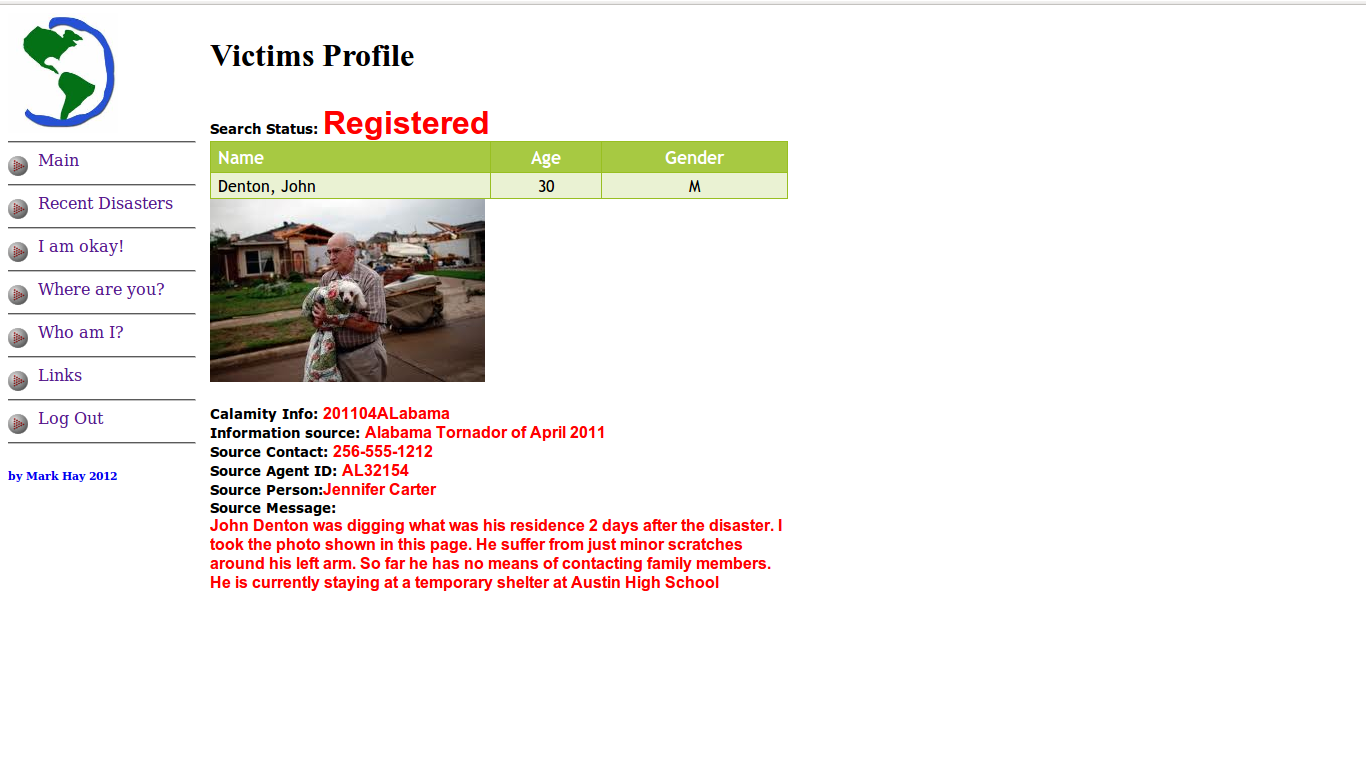 Victims Profile
Search Status: Registered
Name Age Gender
Denton, John 30 M
Main
Recent Disasters
I am okay!
Where are you?
Who am I?
Links
Log Out
by Mark Hay 2012
Calamity Info: 201104ALabama
Information source: Alabama Tornador of April 2011
Source Contact: 256-555-1212
Source Agent ID: AL32154
Source Person:Jennifer Carter
Source Message:
John Denton was digging what was his residence 2 days after the disaster. I
took the photo shown in this page. He suffer from just minor scratches
around his left arm. So far he has no means of contacting family members.
He is currently staying at a temporary shelter at Austin High School